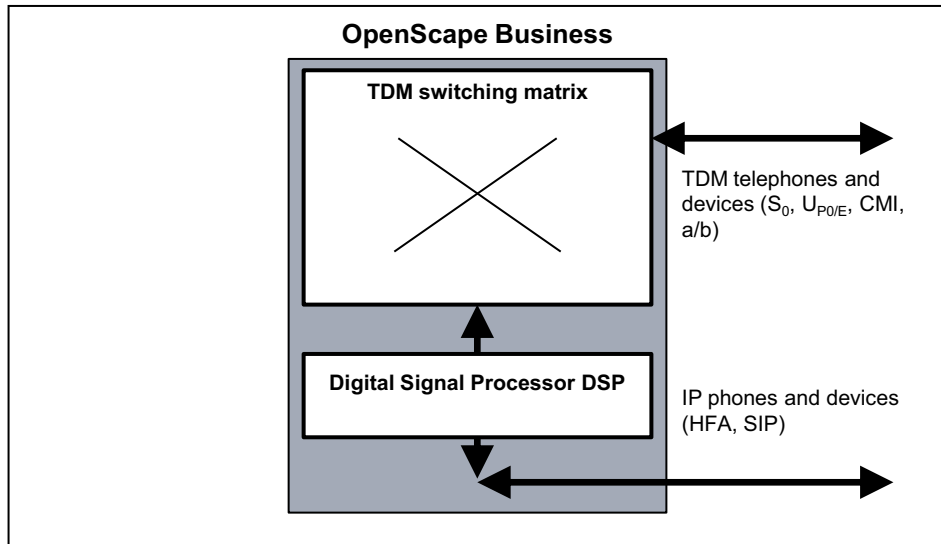 OpenScape Business
TDM switching matrix
TDM telephones and
devices (S₀, U_P0/E, CMI,
a/b)
Digital Signal Processor DSP
IP phones and devices
(HFA, SIP)